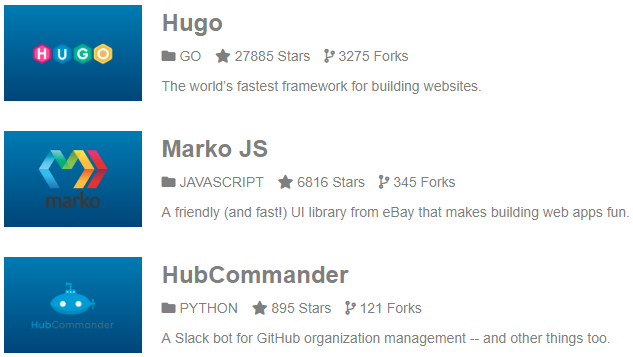 HUGO
Hugo
GO 27885 Stars 3275 Forks
The world's fastest framework for building websites.
marko
Marko JS
JAVASCRIPT 6816 Stars 345 Forks
A friendly (and fast!) UI library from eBay that makes building web apps fun.
HubCommander
HubCommander
PYTHON 895 Stars 121 Forks
A Slack bot for GitHub organization management -- and other things too.